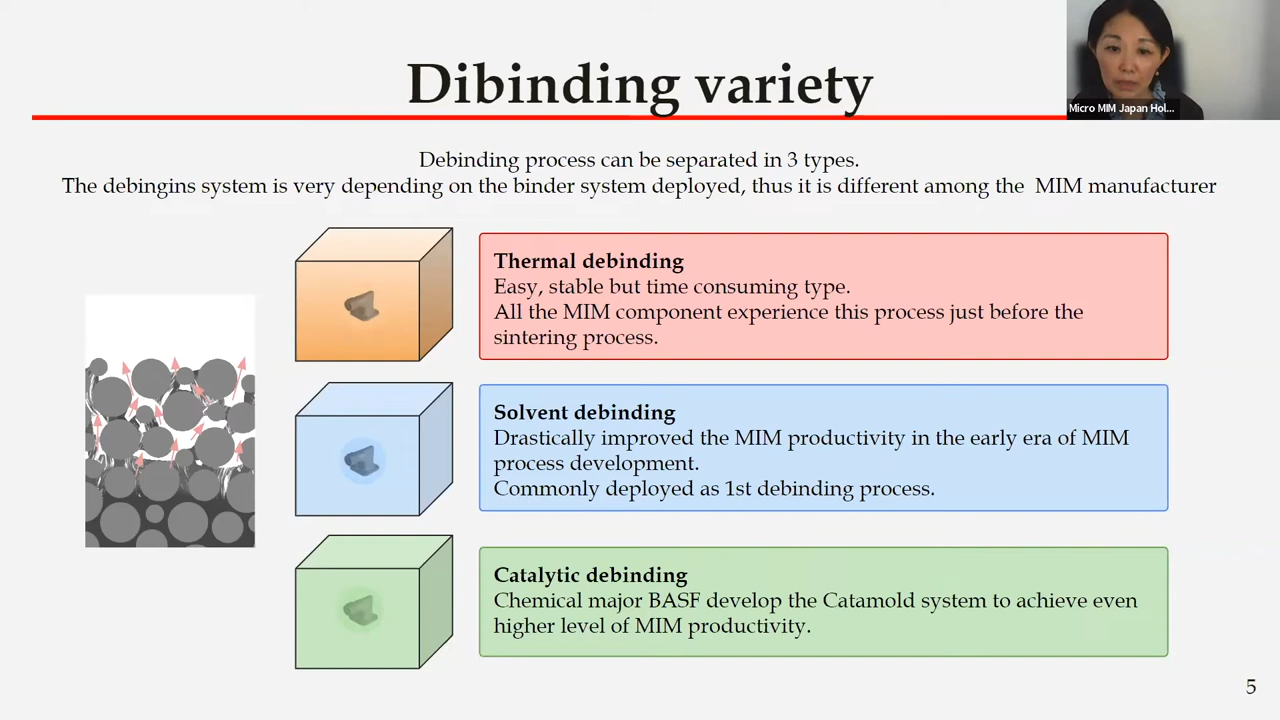 Dibinding variety
Micro MIM Japan Hol...
Debinding process can be separated in 3 types.
The debingins system is very depending on the binder system deployed, thus it is different among the MIM manufacturer
Thermal debinding
Easy, stable but time consuming type.
All the MIM component experience this process just before the
sintering process.
Solvent debinding
Drastically improved the MIM productivity in the early era of MIM
process development.
Commonly deployed as 1st debinding process.
Catalytic debinding
Chemical major BASF develop the Catamold system to achieve even
higher level of MIM productivity.
5